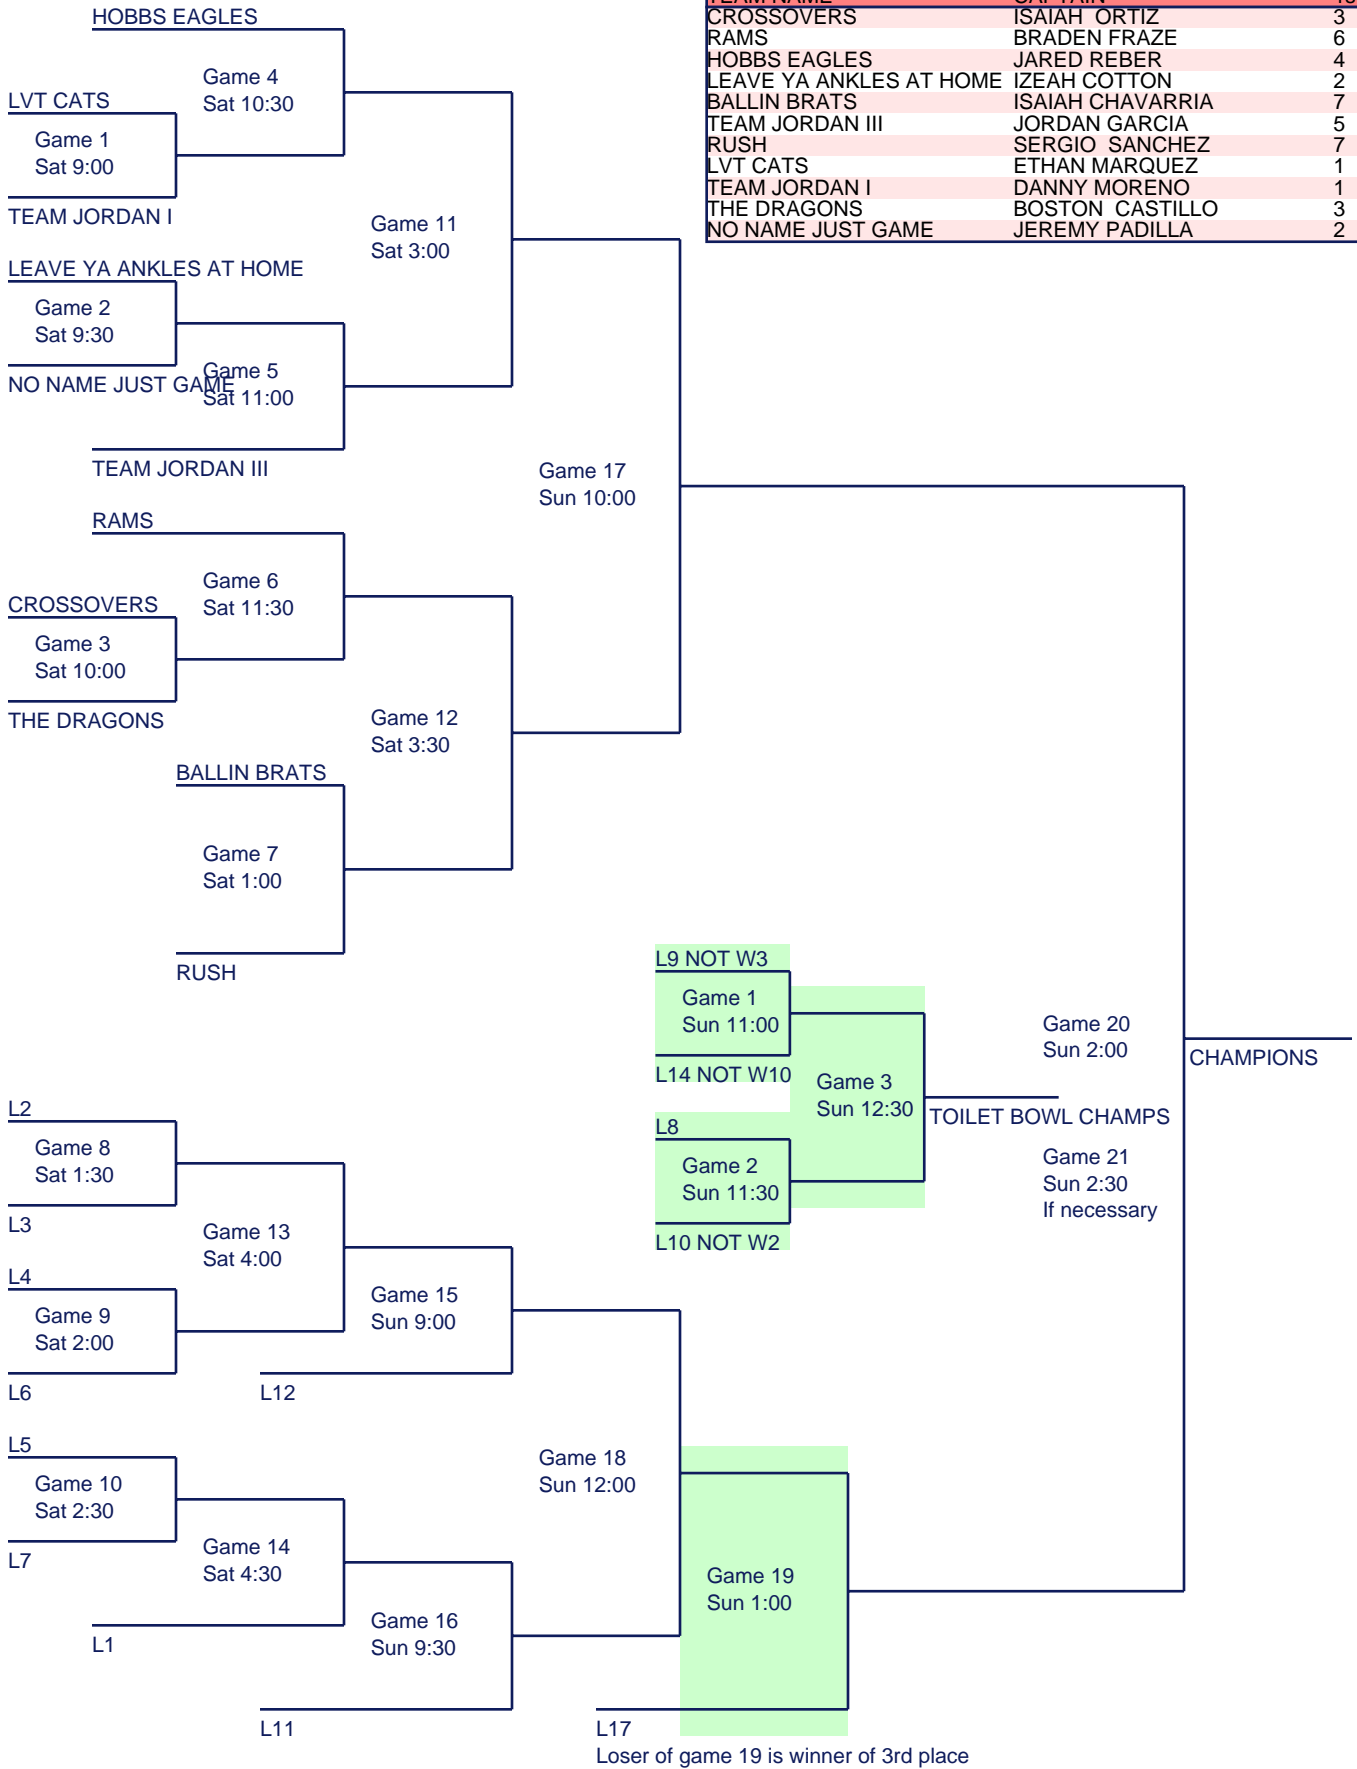 HOBBS EAGLES
Game 4
Sat 10:30
LVT CATS
Game 1
Sat 9:00
TEAM JORDAN I
Game 11
Sat 3:00
LEAVE YA ANKLES AT HOME
Game 2
Sat 9:30
NO NAME JUST GAME
Game 5
Sat 11:00
TEAM JORDAN III
Game 17
Sun 10:00
RAMS
Game 6
Sat 11:30
CROSSOVERS
Game 3
Sat 10:00
THE DRAGONS
Game 12
Sat 3:30
BALLIN BRATS
Game 7
Sat 1:00
RUSH
CROSSOVERS ISAIAH ORTIZ 3
RAMS BRADEN FRAZE 6
HOBBS EAGLES JARED REBER 4
LEAVE YA ANKLES AT HOME IZEAH COTTON 2
BALLIN BRATS ISAIAH CHAVARRIA 7
TEAM JORDAN III JORDAN GARCIA 5
RUSH SERGIO SANCHEZ 7
LVT CATS ETHAN MARQUEZ 1
TEAM JORDAN I DANNY MORENO 1
THE DRAGONS BOSTON CASTILLO 3
NO NAME JUST GAME JEREMY PADILLA 2
L9 NOT W3
Game 1
Sun 11:00
L14 NOT W10
Game 3
Sun 12:30
L8
Game 2
Sun 11:30
L10 NOT W2
TOILET BOWL CHAMPS
Game 20
Sun 2:00
CHAMPIONS
Game 21
Sun 2:30
If necessary
L2
Game 8
Sat 1:30
L3
Game 13
Sat 4:00
L4
Game 9
Sat 2:00
L6
Game 15
Sun 9:00
L12
L5
Game 10
Sat 2:30
L7
Game 14
Sat 4:30
L1
Game 16
Sun 9:30
L11
Game 18
Sun 12:00
Game 19
Sun 1:00
L17
Loser of game 19 is winner of 3rd place